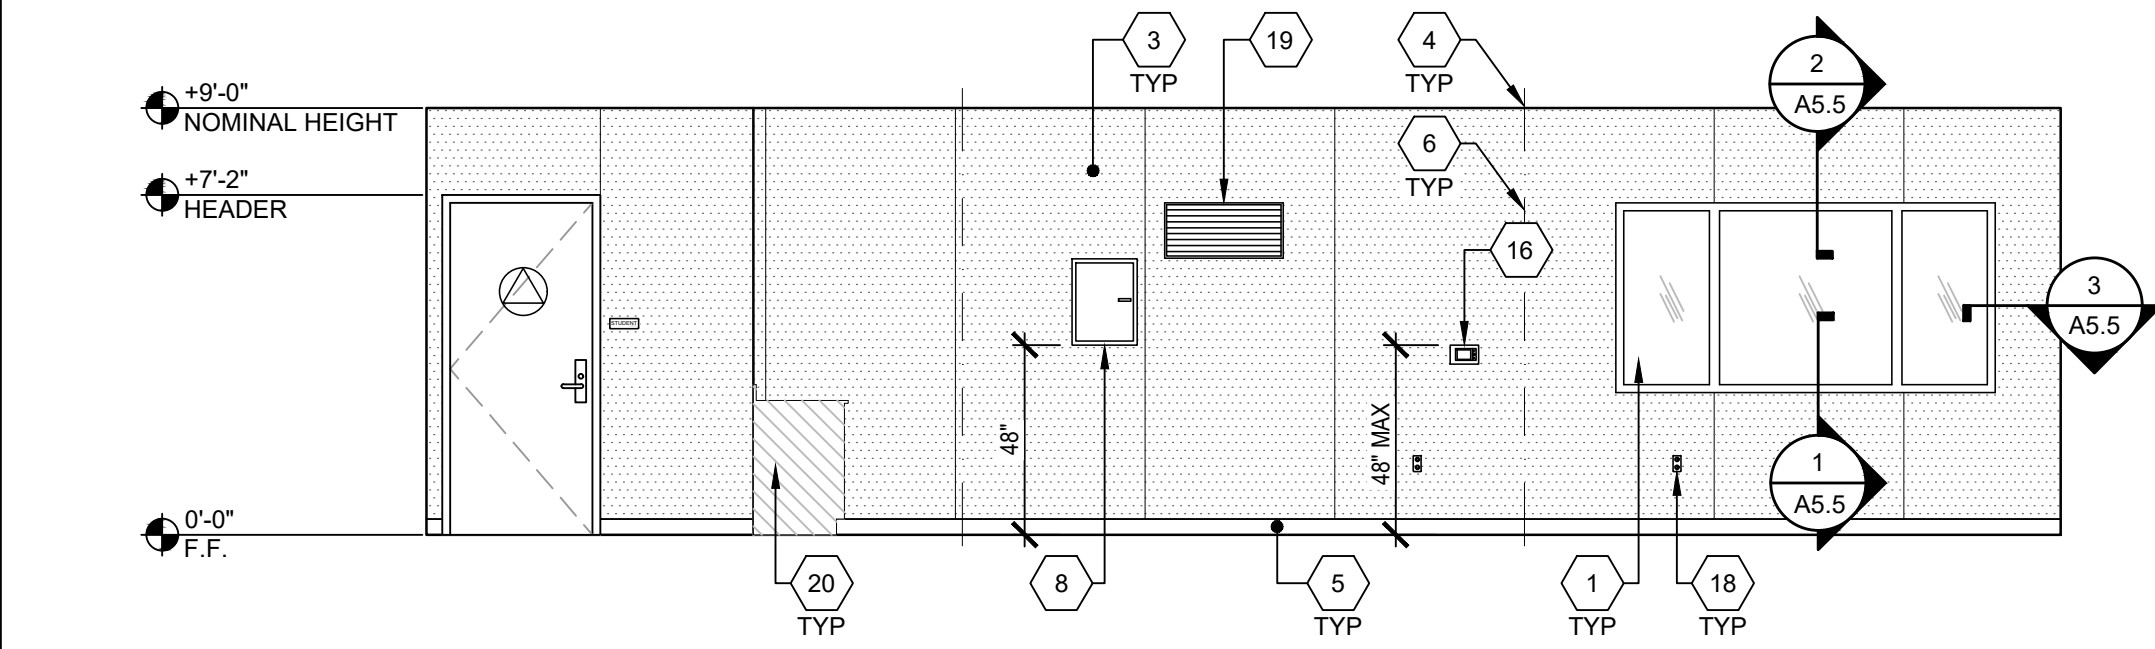 3
TYP
19
4
TYP
2
A5.5
+9'-0"
NOMINAL HEIGHT
6
TYP
+7'-2"
HEADER
16
3
A5.5
STUDENT
48"
48" MAX
1
A5.5
0'-0"
F.F.
20
TYP
8
5
TYP
1
TYP
18
TYP